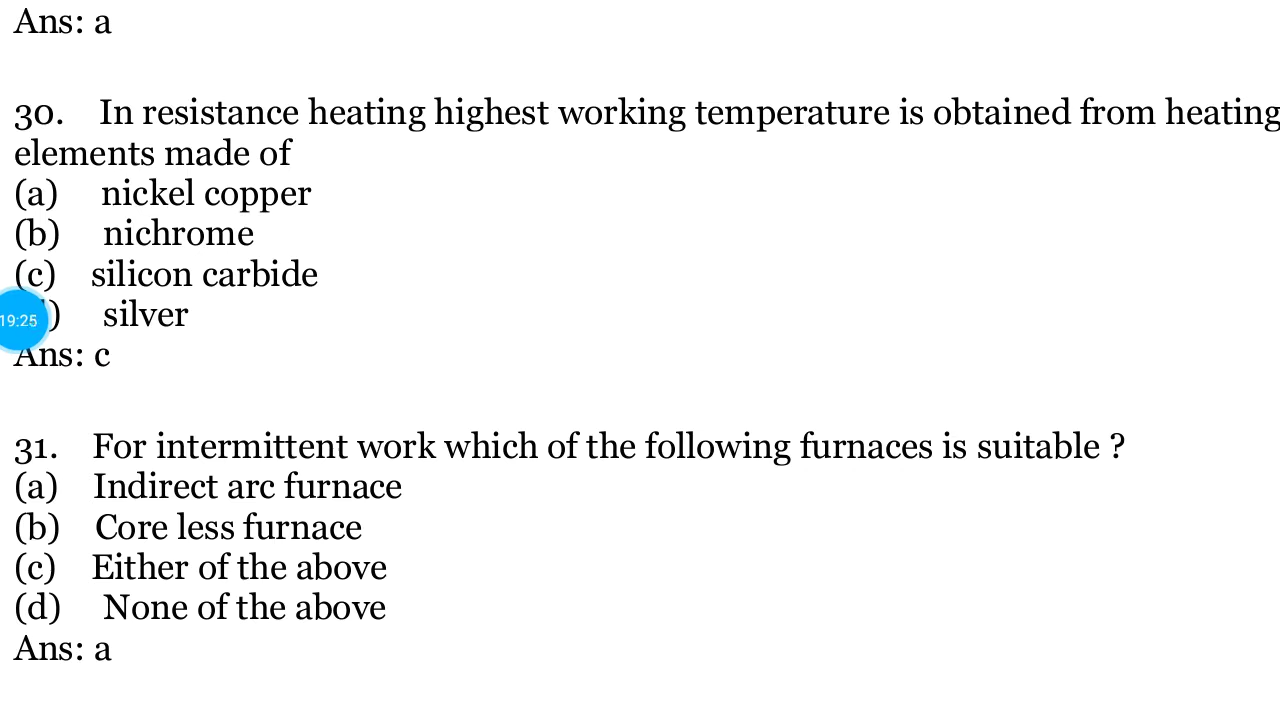 Ans: a
30. In resistance heating highest working temperature is obtained from heating
elements made of
(a) nickel copper
(b) nichrome
(c) silicon carbide
) silver
Ans: c
31. For intermittent work which of the following furnaces is suitable ?
(a) Indirect arc furnace
(b) Core less furnace
(c) Either of the above
(d) None of the above
Ans: a
19:25